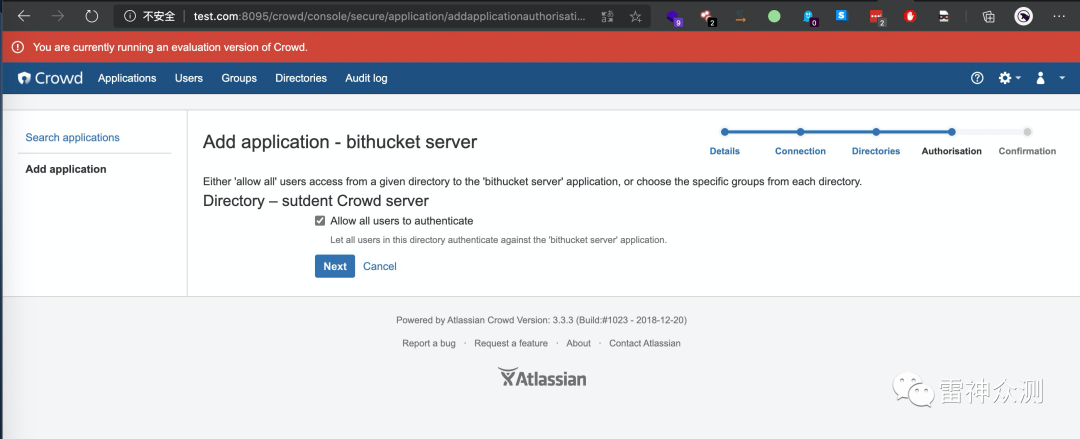 不安全 test.com:8095/crowd/console/secure/application/addapplicationauthorisati...
9 2 0 2
You are currently running an evaluation version of Crowd.
Crowd Applications Users Groups Directories Audit log
Search applications
Add application
Add application - bithucket server
Details Connection Directories Authorisation Confirmation
Either 'allow all' users access from a given directory to the 'bithucket server' application, or choose the specific groups from each directory.
Directory – sutdent Crowd server
Allow all users to authenticate
Let all users in this directory authenticate against the 'bithucket server' application.
Next Cancel
Powered by Atlassian Crowd Version: 3.3.3 (Build:#1023 - 2018-12-20)
Report a bug · Request a feature · About · Contact Atlassian
Atlassian
雷神众测